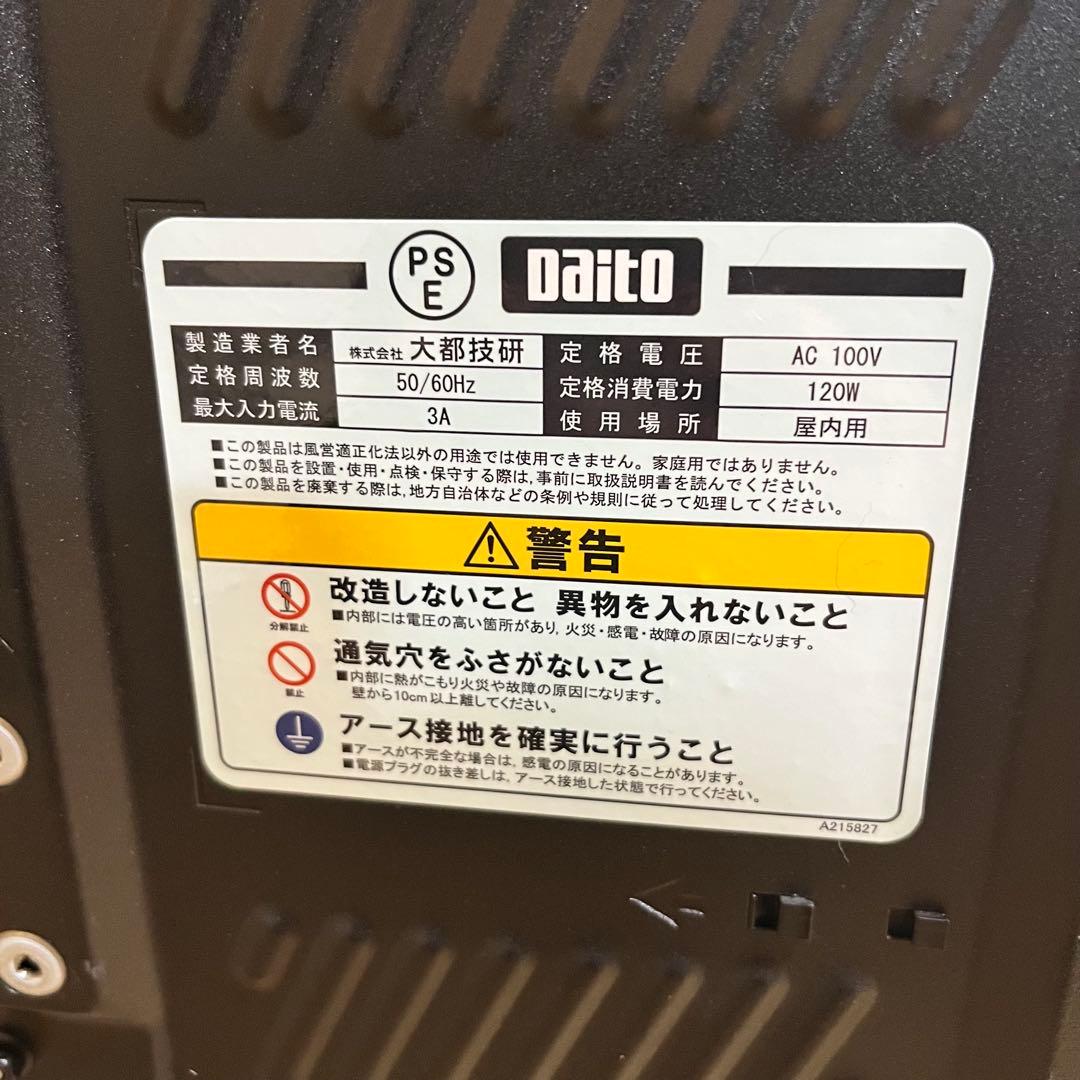 PS
E
Daito
製造業者名 株式会社 大都技研 定格電圧 AC 100V
定格周波数 50/60Hz 定格消費電力 120W
最大入力電流 3A 使用場所 屋内用
■この製品は風営適正化法以外の用途では使用できません。家庭用ではありません。
■この製品を設置・使用・点検・保守する際は,事前に取扱説明書を読んでください。
■この製品を廃棄する際は,地方自治体などの条例や規則に従って処理してください。
警告
改造しないこと 異物を入れないこと
分解禁止
■内部には電圧の高い箇所があり,火災・感電・故障の原因になります。
通気穴をふさがないこと
禁止
■内部に熱がこもり火災や故障の原因になります。
壁から10cm以上離してください。
アース接地を確実に行うこと
■アースが不完全な場合は,感電の原因になることがあります。
■電源プラグの抜き差しは,アース接地した状態で行ってください。
A215827